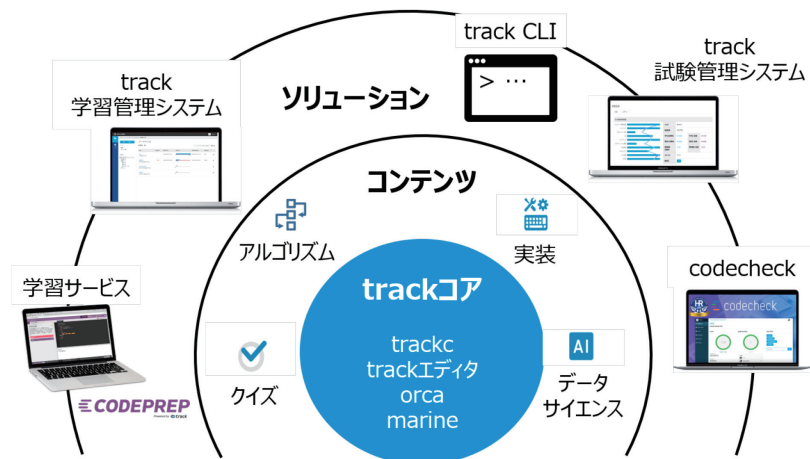 track CLI
> …
track
試験管理システム
track
学習管理システム
ソリューション
コンテンツ
アルゴリズム
実装
学習サービス
codecheck
HR
codecheck
trackコア
trackc
trackエディタ
orca
marine
クイズ
AI
データ
サイエンス
CODEPREP
Powered by track